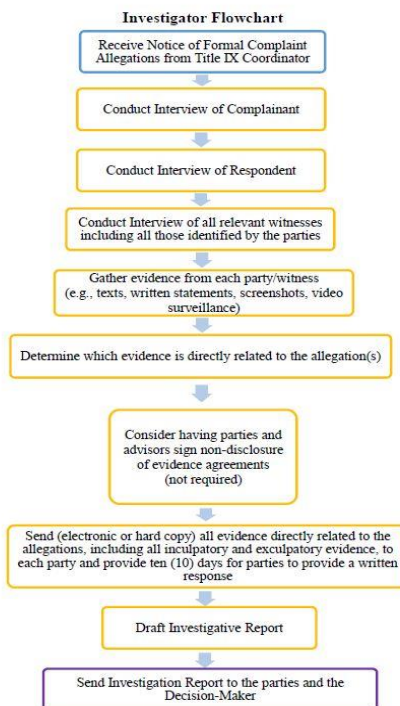 Investigator Flowchart
Receive Notice of Formal Complaint
Allegations from Title IX Coordinator
Conduct Interview of Complainant
Conduct Interview of Respondent
Conduct Interview of all relevant witnesses
including all those identified by the parties
Gather evidence from each party/witness
(e.g., texts, written statements, screenshots, video
surveillance)
Determine which evidence is directly related to the allegation(s)
Consider having parties and
advisors sign non-disclosure
of evidence agreements
(not required)
Send (electronic or hard copy) all evidence directly related to the
allegations, including all inculpatory and exculpatory evidence, to
each party and provide ten (10) days for parties to provide a written
response
Draft Investigative Report
Send Investigation Report to the parties and the
Decision-Maker